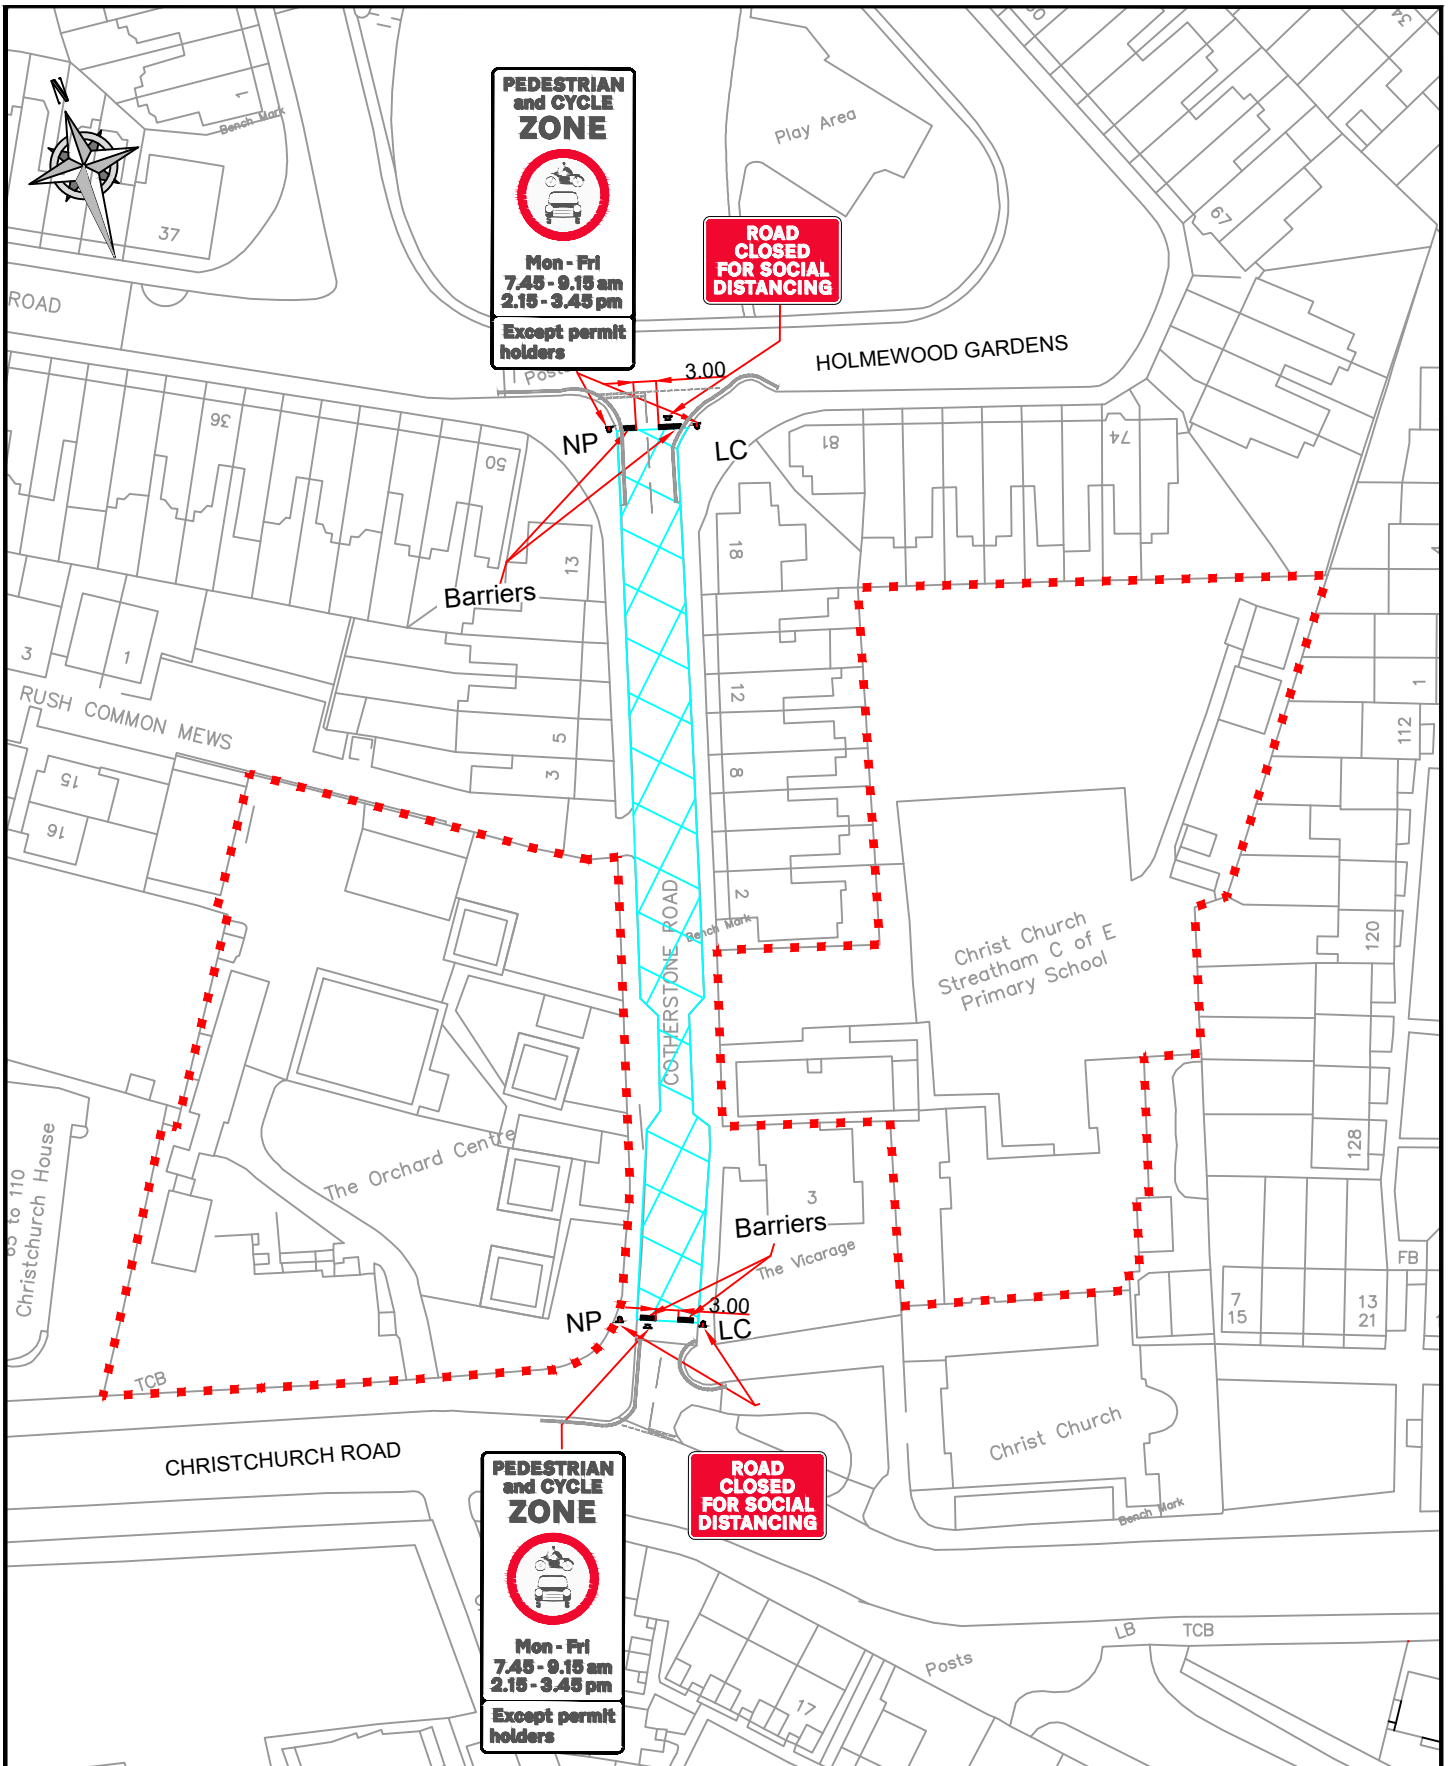 N
1
Bench Mark
37
ROAD
PEDESTRIAN
and CYCLE
ZONE
Mon - Fri
7.45 - 9.15 am
2.15 - 3.45 pm
Except permit
holders
Play Area
ROAD
CLOSED
FOR SOCIAL
DISTANCING
34
67
HOLMEWOOD GARDENS
3.00
36
50
NP
LC
81
74
13
18
Barriers
3
1
RUSH COMMON MEWS
12
5
3
8
15
16
2
1
112
COTHERSTONE ROAD
Bench Mark
Christ Church
Streatham C of E
Primary School
120
128
The Orchard Centre
65 to 110
Christchurch House
3
Barriers
The Vicarage
FB
7
15
13
21
NP
3.00
LC
TCB
CHRISTCHURCH ROAD
Christ Church
Bench Mark
PEDESTRIAN
and CYCLE
ZONE
Mon - Fri
7.45 - 9.15 am
2.15 - 3.45 pm
Except permit
holders
ROAD
CLOSED
FOR SOCIAL
DISTANCING
LB
TCB
Posts
17